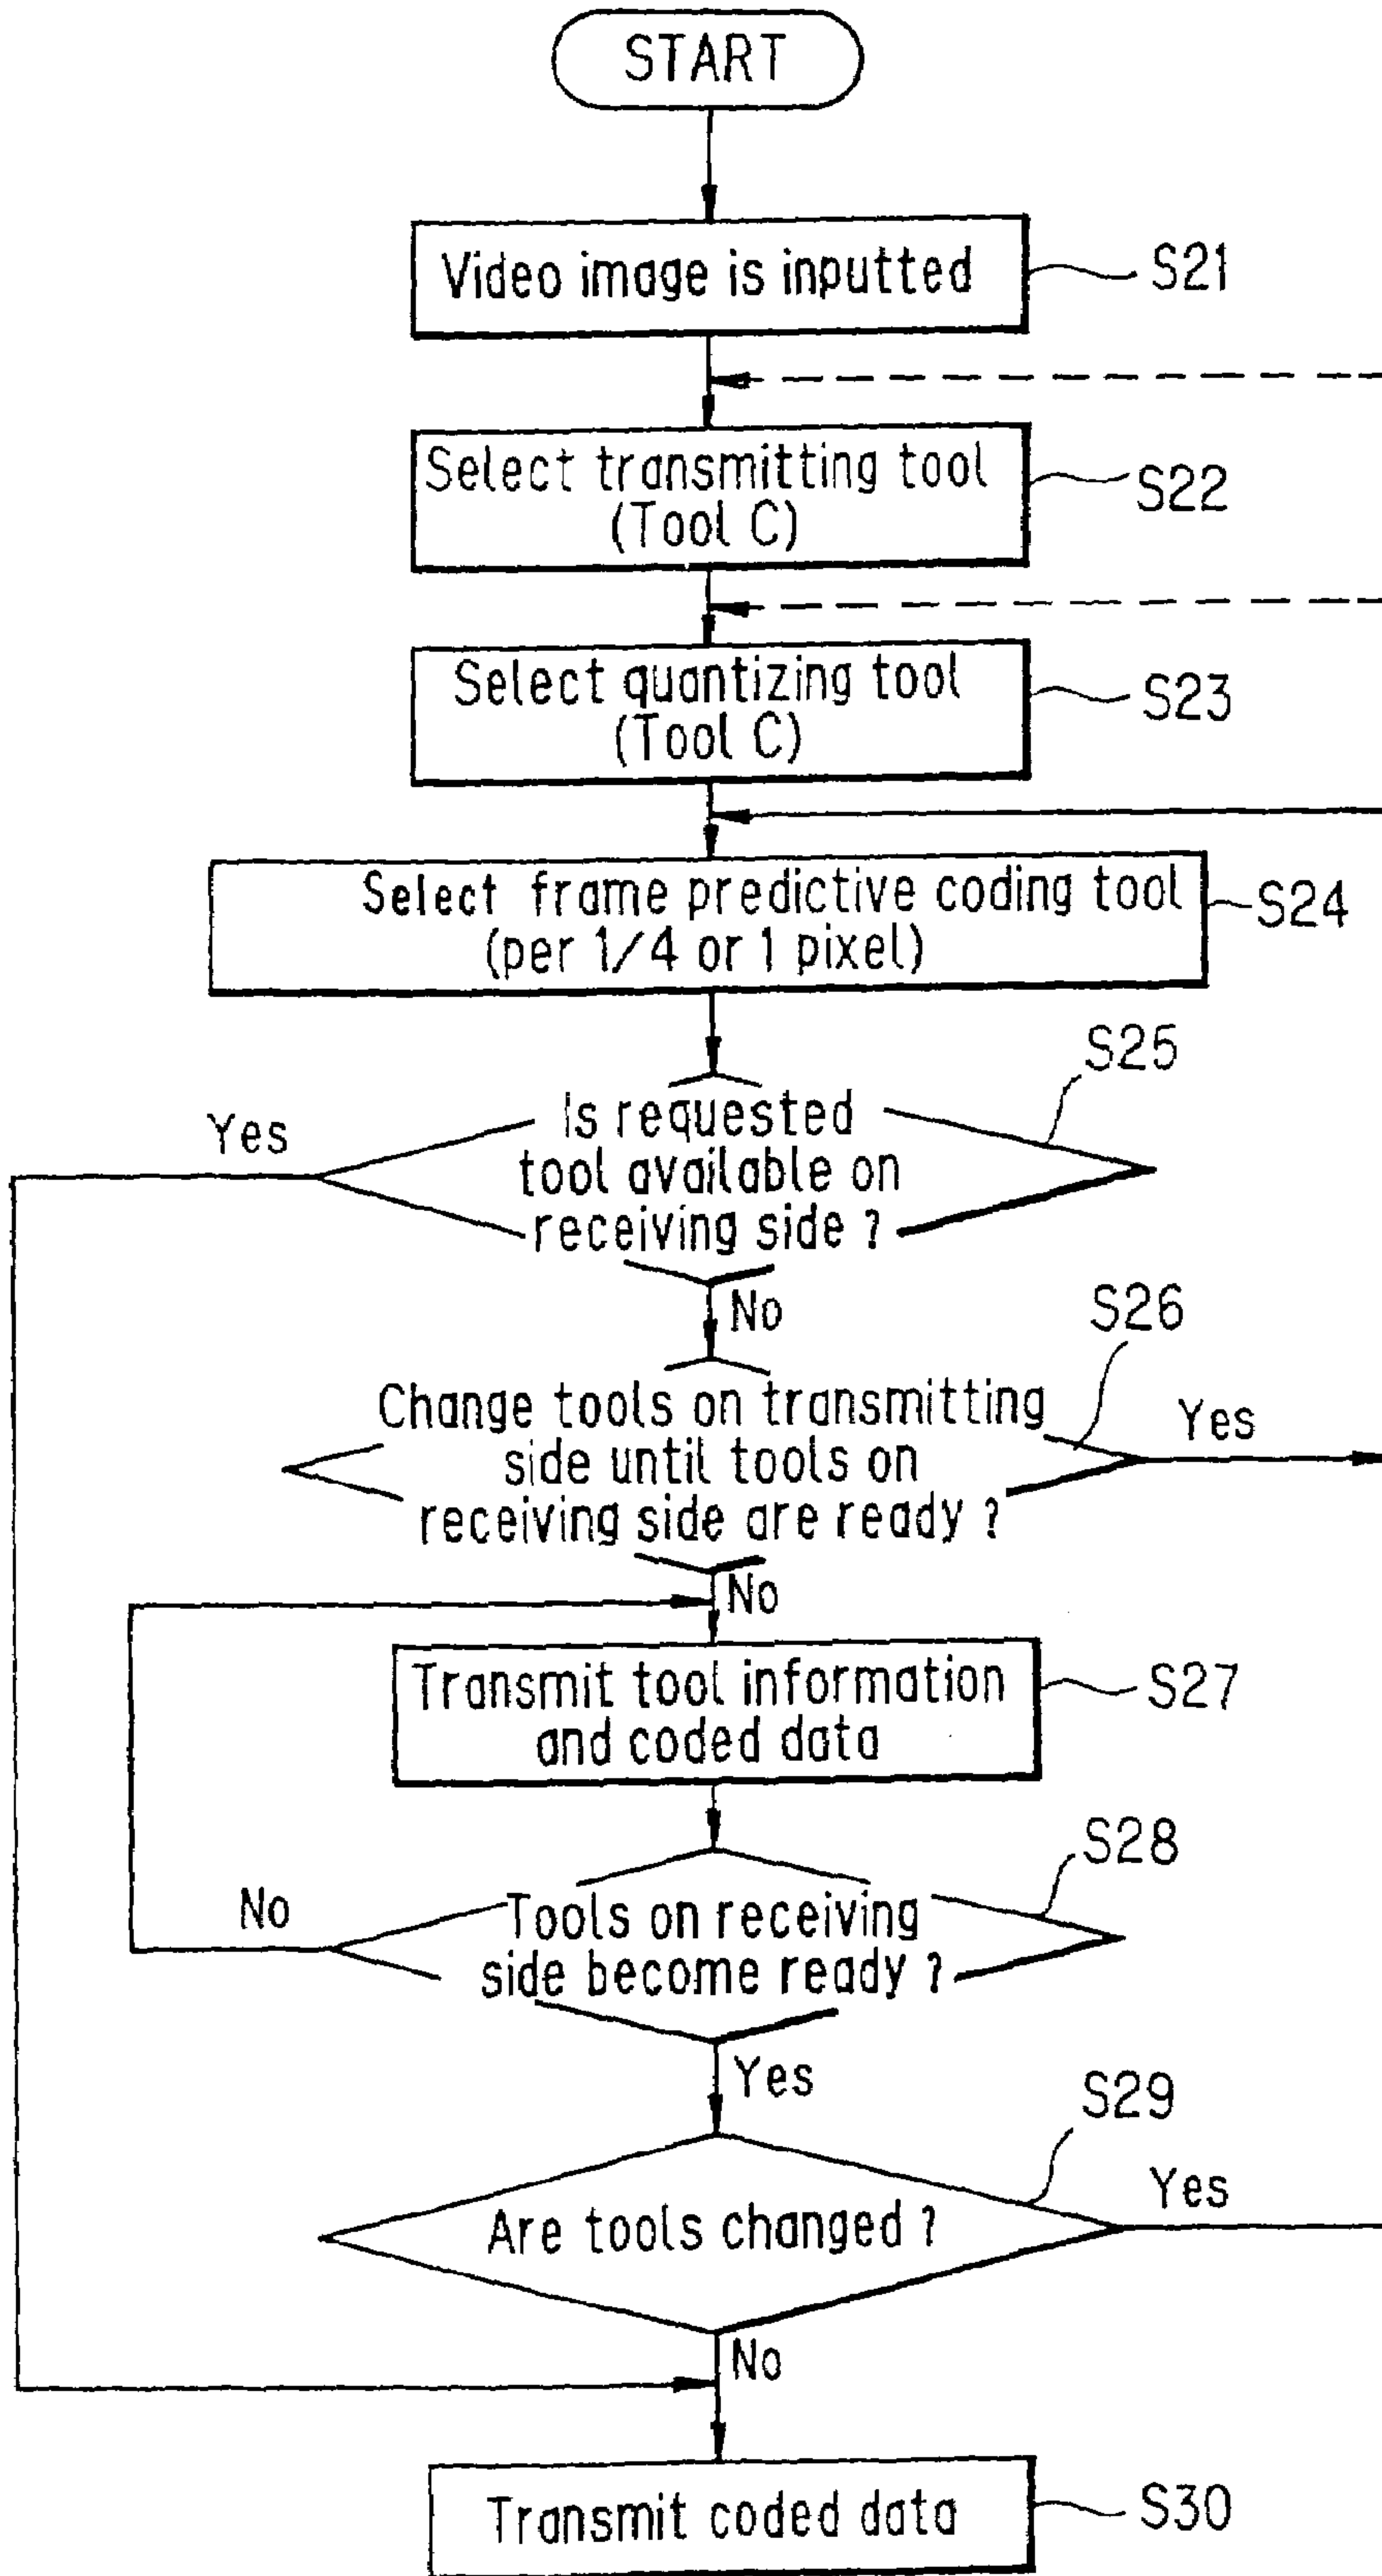 START
Video image is inputted
S21
Select transmitting tool
(Tool C)
S22
Select quantizing tool
(Tool C)
S23
Select frame predictive coding tool
(per 1/4 or 1 pixel)
S24
S25
Yes
Is requested
tool available on
receiving side ?
No
S26
Change tools on transmitting
side until tools on
receiving side are ready ?
Yes
No
Transmit tool information
and coded data
S27
S28
No
Tools on receiving
side become ready ?
Yes
S29
Are tools changed ?
Yes
No
Transmit coded data
S30